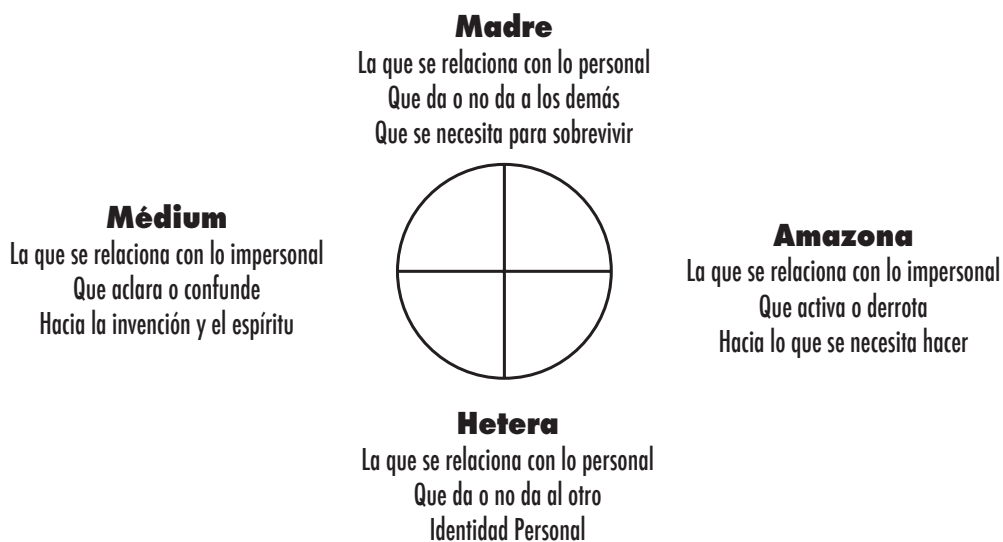 Madre
La que se relaciona con lo personal
Que da o no da a los demás
Que se necesita para sobrevivir
Médium
La que se relaciona con lo impersonal
Que aclara o confunde
Hacia la invención y el espíritu
Amazona
La que se relaciona con lo impersonal
Que activa o derrota
Hacia lo que se necesita hacer
Hetera
La que se relaciona con lo personal
Que da o no da al otro
Identidad Personal